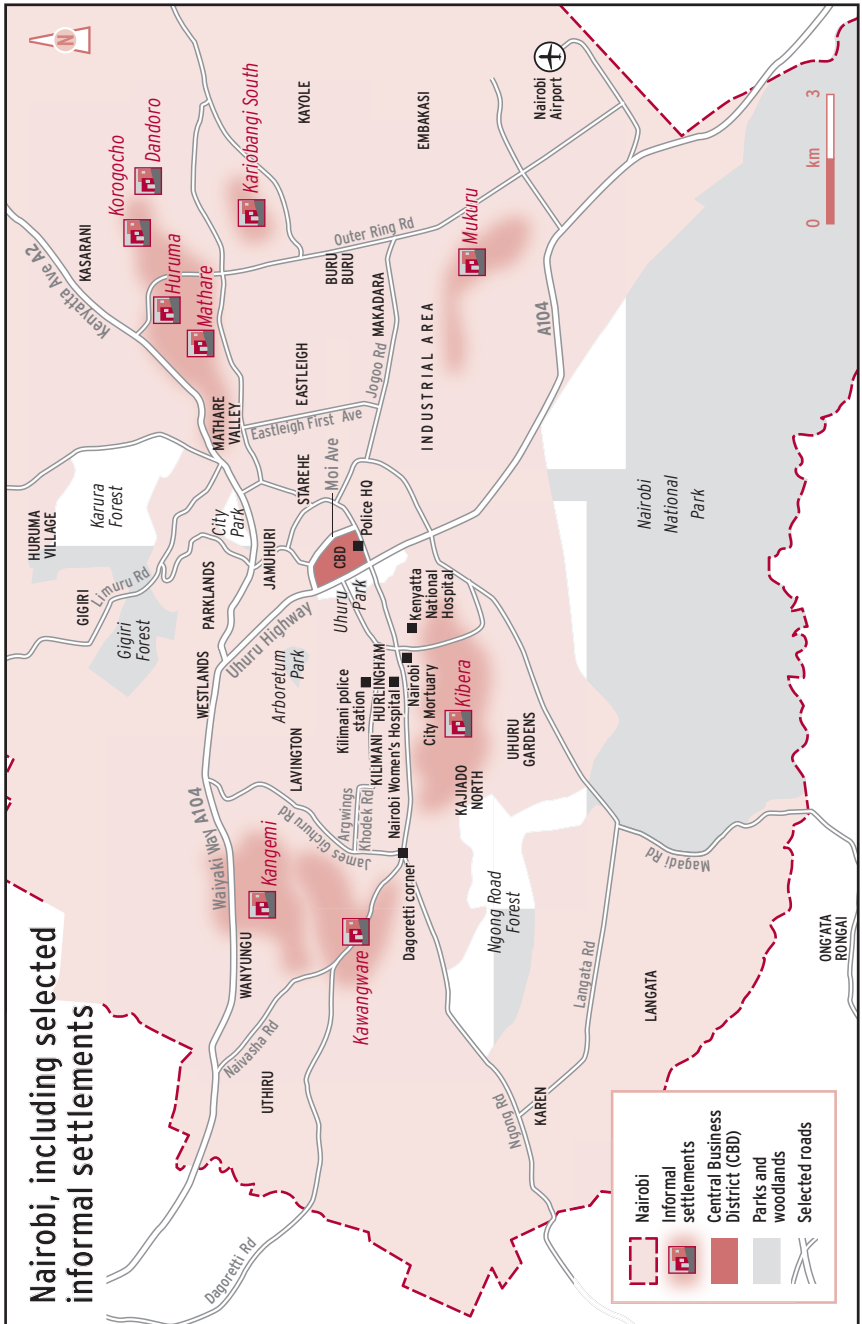 Nairobi, including selected
informal settlements
N
Kenyatta Ave A2
KASARANI
Korogocho
Dandoro
Huruma
Mathare
Kariobangi South
KAYOLE
HURUMA
VILLAGE
Karura
Forest
GIGIRI
Limuru Rd
Gigiri
Forest
City
Park
MATHARE
VALLEY
PARKLANDS
WESTLANDS
JAMUHURI
Uhuru Highway
Waiyaki Way A104
Kangemi
WANYUNGU
Naivasha Rd
UTHIRU
Dagoretti Rd
Kawangware
James Gichuru Rd
LAVINGTON
Arboretum
Park
Argwings
Khodek Rd
KILIMANI
Kilimani police
station
HURLINGHAM
Nairobi Women's Hospital
Nairobi
City Mortuary
Kenyatta
National
Hospital
Uhuru
Park
CBD
Police HQ
Moi Ave
STAREHE
EASTLEIGH
Eastleigh First Ave
Jogoo Rd
MAKADARA
BURU
BURU
Outer Ring Rd
EMBAKASI
Nairobi
Airport
INDUSTRIAL AREA
Mukuru
A104
Dagoretti corner
Kibera
KAJIADO
NORTH
UHURU
GARDENS
Ngong Road
Forest
Ngong Rd
KAREN
Langata Rd
LANGATA
Magadi Rd
Nairobi
National
Park
ONG'ATA
RONGAI
0 km 3
Nairobi
Informal
settlements
Central Business
District (CBD)
Parks and
woodlands
Selected roads